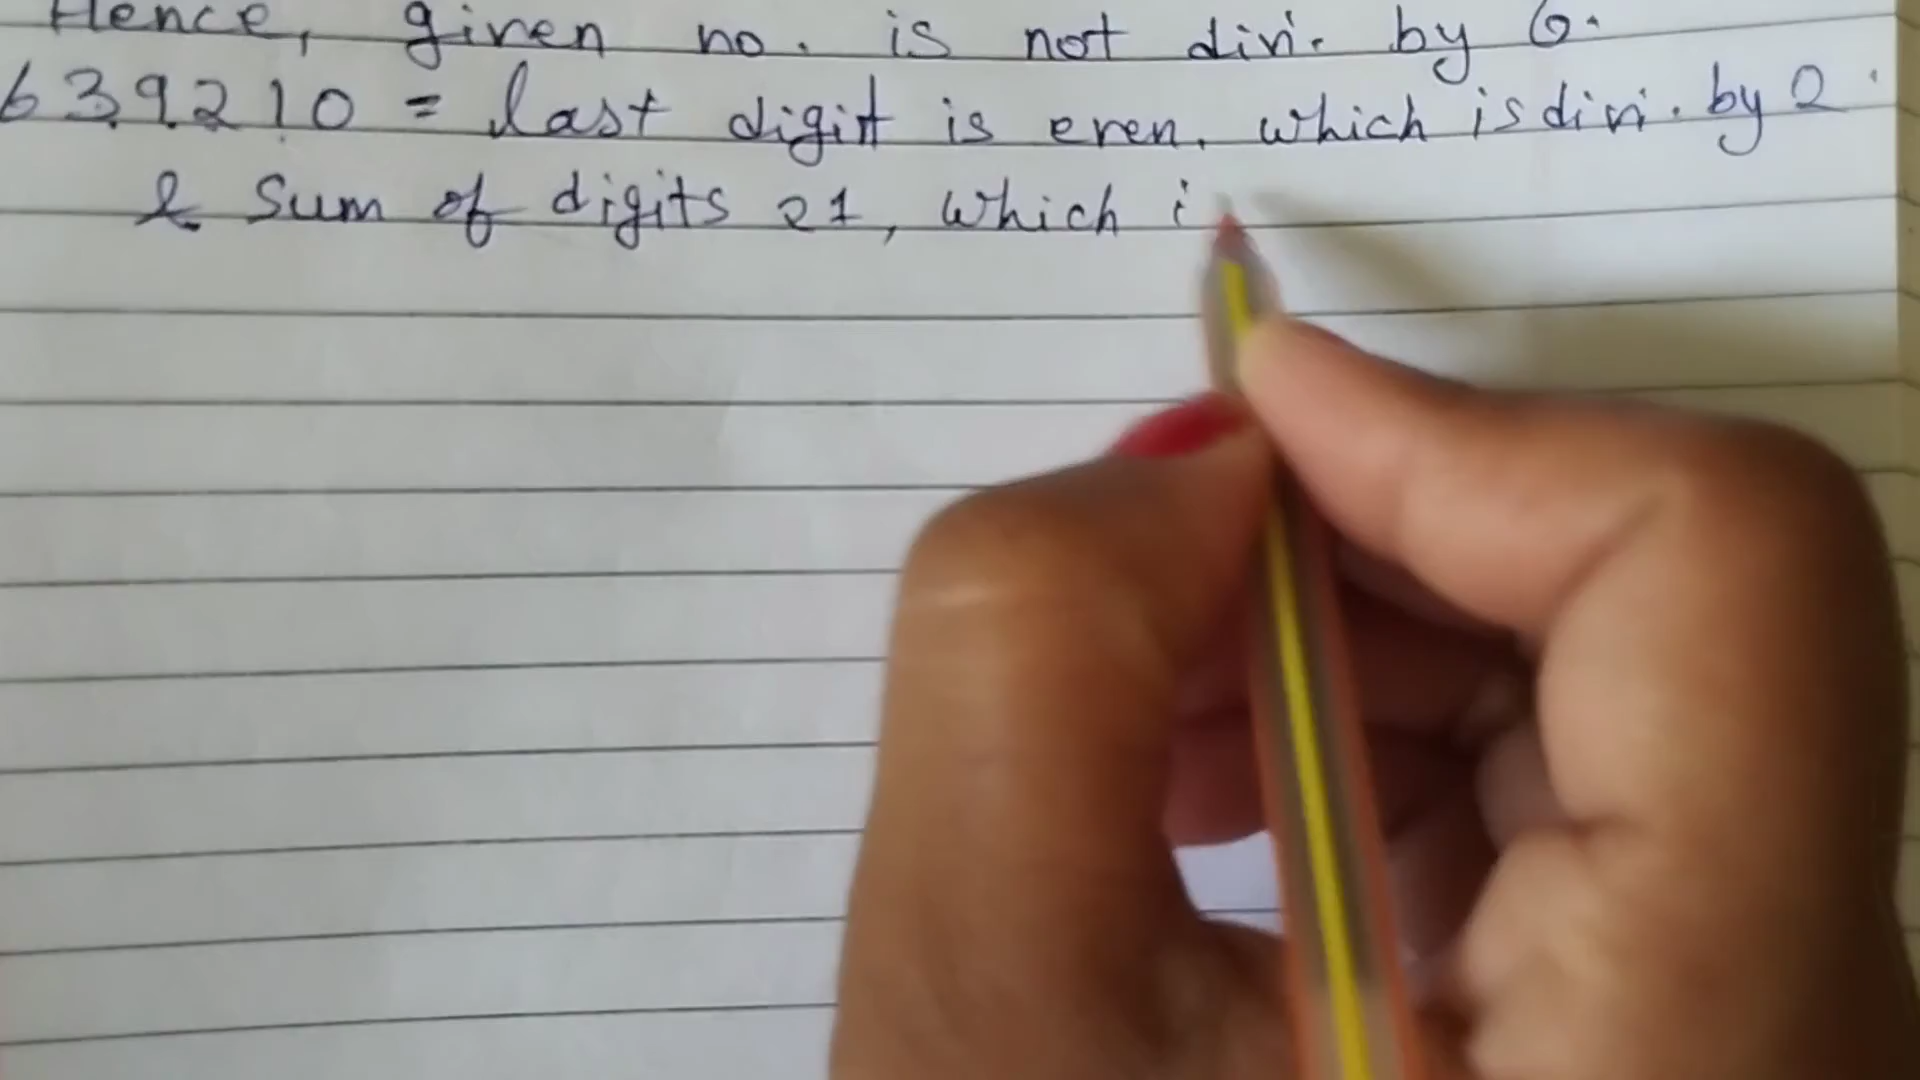 Hence, given no. is not divi. by 6.
639210 = last digit is even. which is divi. by 2.
& Sum of digits 21, which i